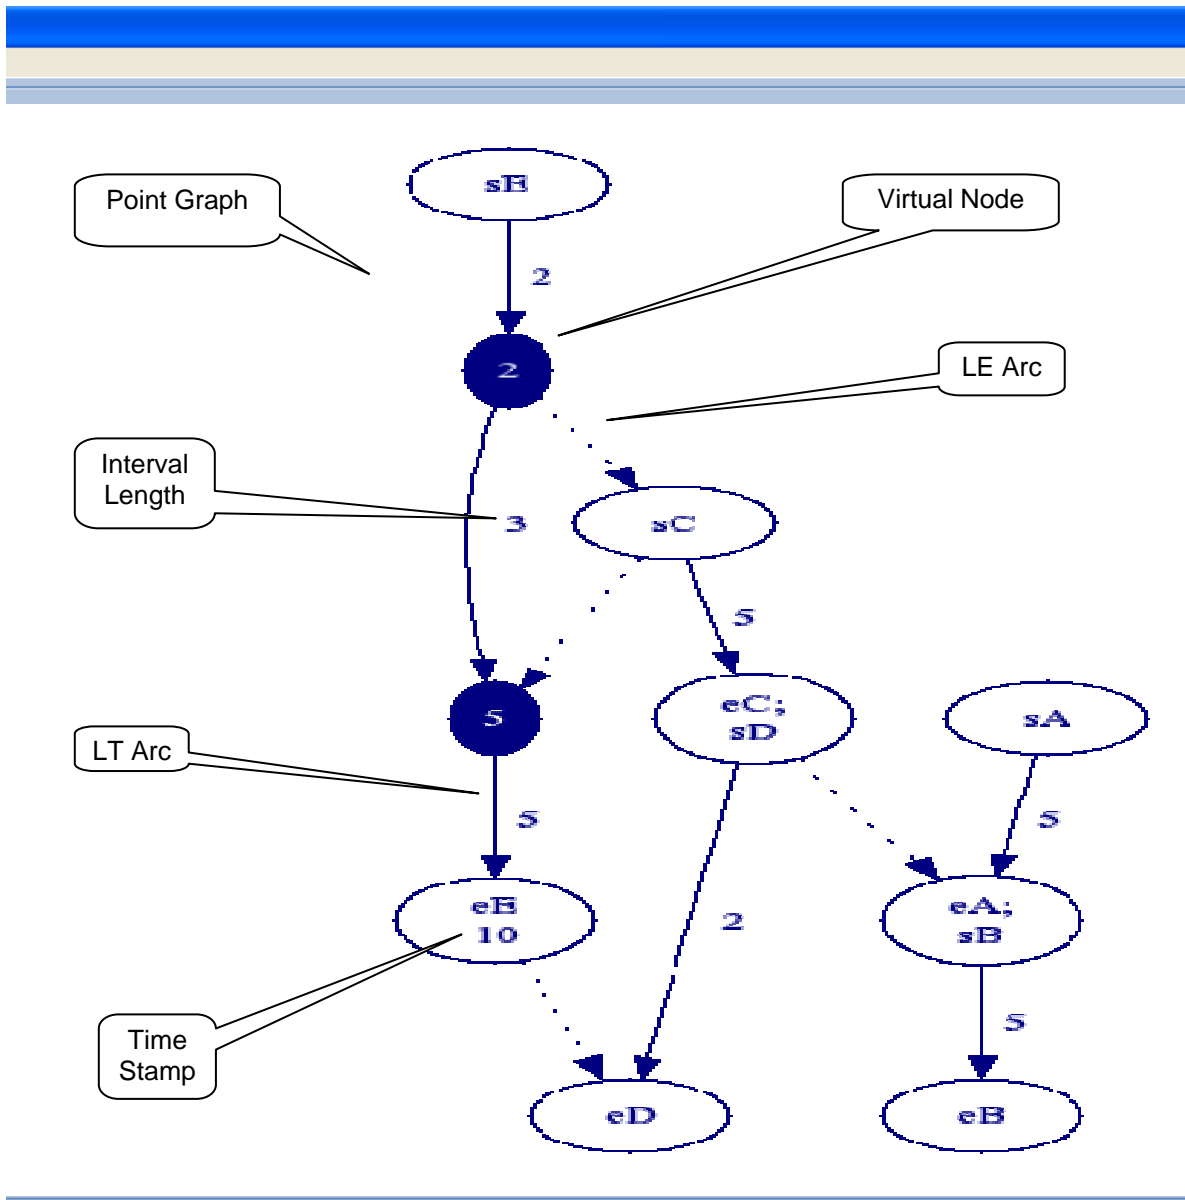 sE
Point Graph
Virtual Node
2
2
LE Arc
Interval
Length
3
sC
5
eC;
sD
5
sA
LT Arc
5
5
eE
10
2
eA;
sB
Time
Stamp
5
eD
eB